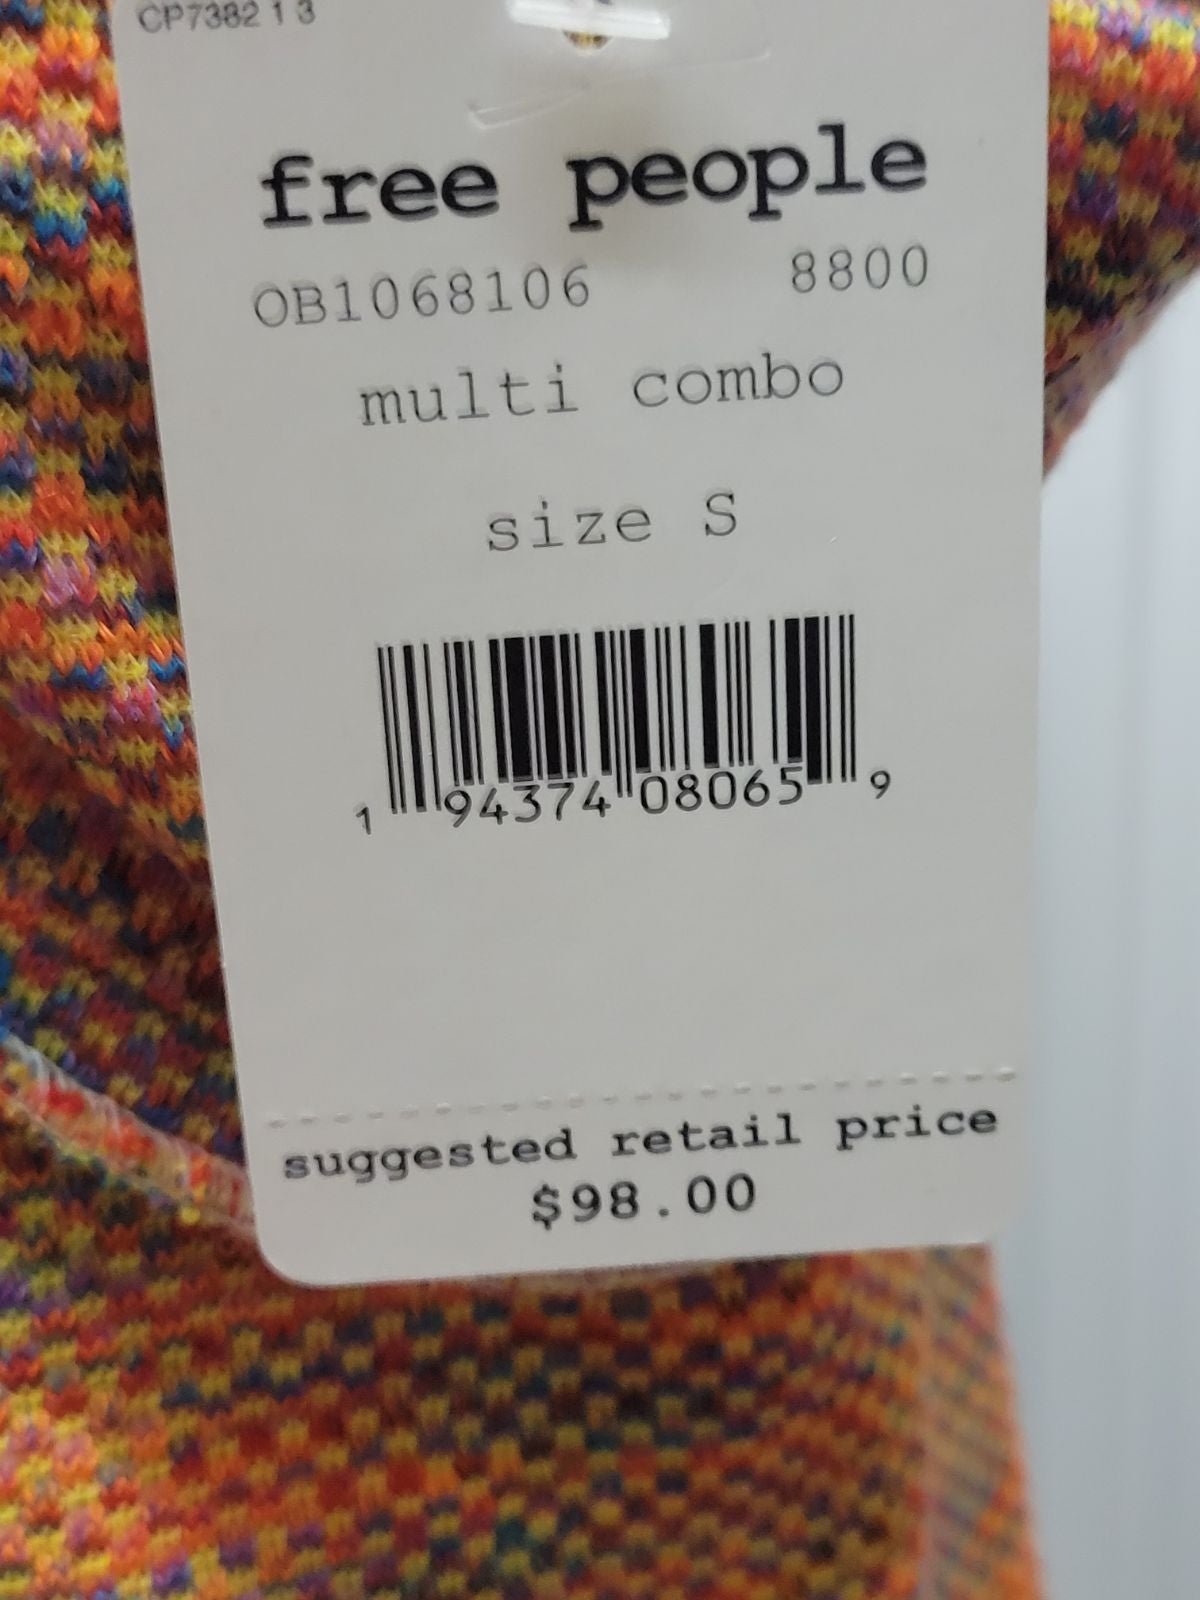 CP7382 1 3
free people
OB1068106 8800
multi combo
size S
1 94374 08065 9
suggested retail price
$98.00